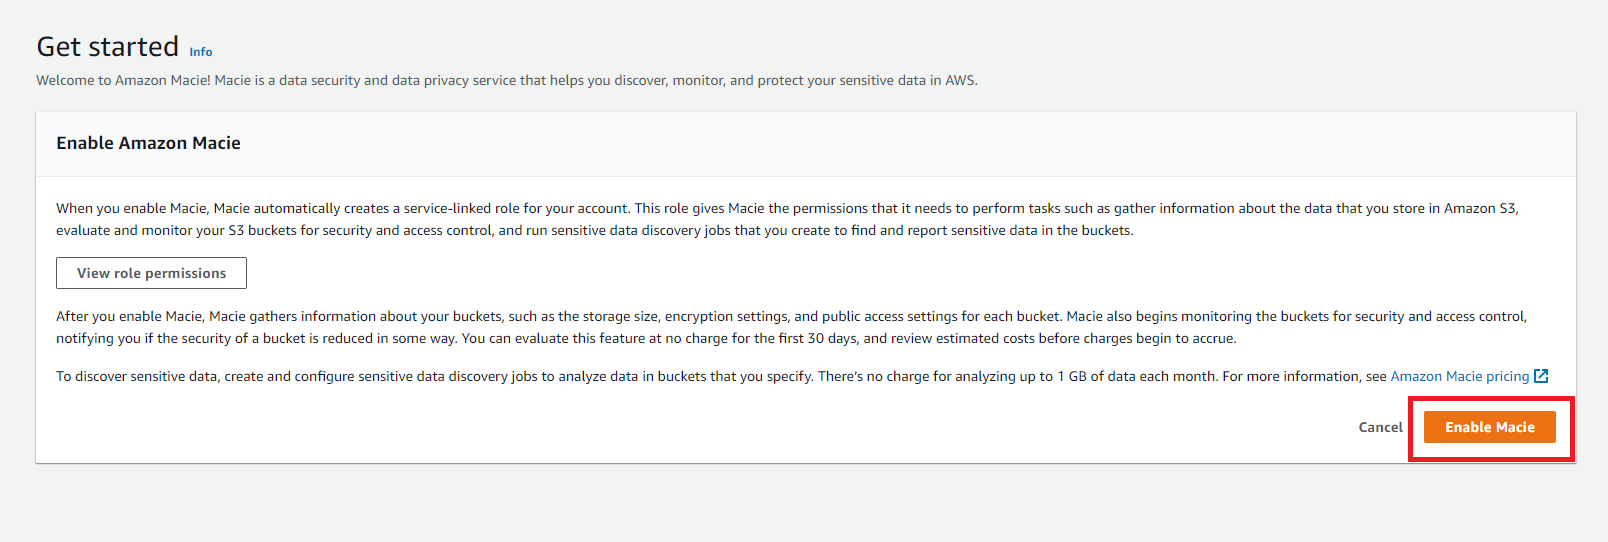 Get started Info
Welcome to Amazon Macie! Macie is a data security and data privacy service that helps you discover, monitor, and protect your sensitive data in AWS.
Enable Amazon Macie
When you enable Macie, Macie automatically creates a service-linked role for your account. This role gives Macie the permissions that it needs to perform tasks such as gather information about the data that you store in Amazon S3,
evaluate and monitor your S3 buckets for security and access control, and run sensitive data discovery jobs that you create to find and report sensitive data in the buckets.
View role permissions
After you enable Macie, Macie gathers information about your buckets, such as the storage size, encryption settings, and public access settings for each bucket. Macie also begins monitoring the buckets for security and access control,
notifying you if the security of a bucket is reduced in some way. You can evaluate this feature at no charge for the first 30 days, and review estimated costs before charges begin to accrue.
To discover sensitive data, create and configure sensitive data discovery jobs to analyze data in buckets that you specify. There’s no charge for analyzing up to 1 GB of data each month. For more information, see Amazon Macie pricing
Cancel Enable Macie